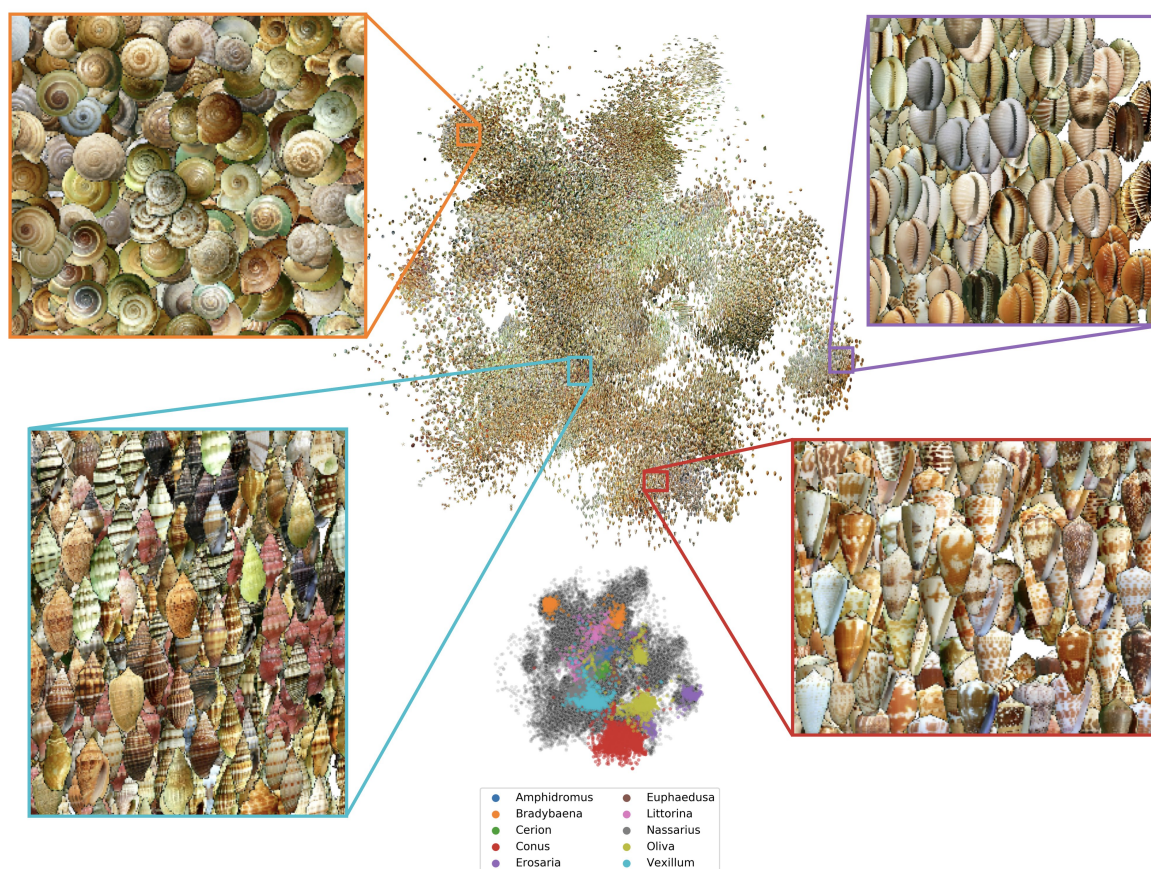 Amphidromus
Euphaedusa
Bradybaena
Littorina
Cerion
Nassarius
Conus
Oliva
Erosaria
Vexillum